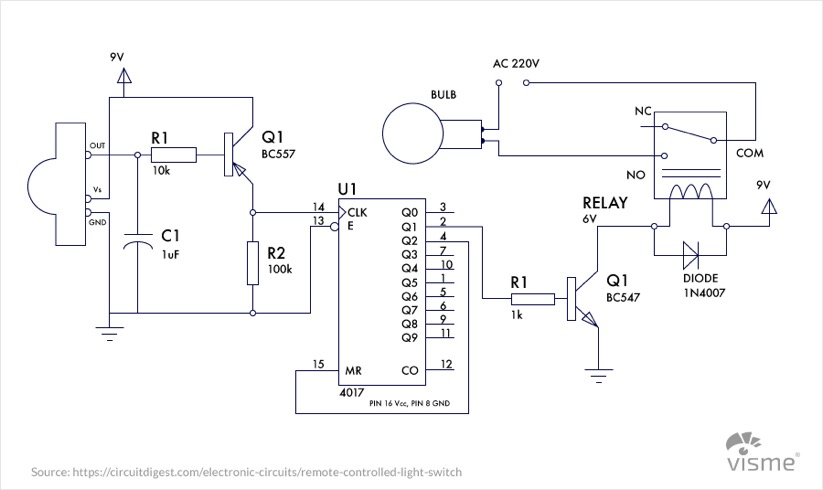 9V
OUT
Vs
GND
R1
10k
Q1
BC557
C1
1uF
R2
100k
U1
14 CLK
13 E
15 MR
Q0 3
Q1 2
Q2 4
Q3 7
Q4 10
Q5 1
Q6 5
Q7 6
Q8 9
Q9 11
CO 12
4017
PIN 16 Vcc, PIN 8 GND
BULB
AC 220V
NC
COM
NO
RELAY
6V
9V
DIODE
1N4007
R1
1k
Q1
BC547
Source: https://circuitdigest.com/electronic-circuits/remote-controlled-light-switch
visme®